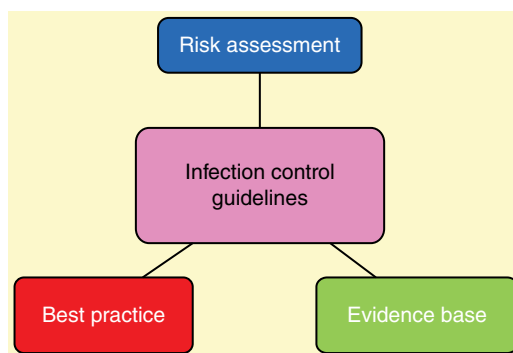 Risk assessment
Infection control
guidelines
Best practice
Evidence base